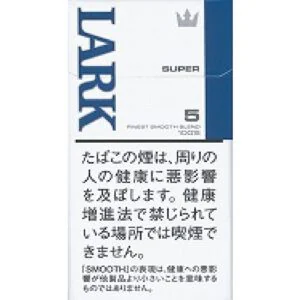 LARK
SUPER
6
FINEST SMOOTH BLEND
100S
たばこの煙は、周りの
人の健康に悪影響
を及ぼします。健康
増進法で禁じられて
いる場所では喫煙で
きません。
「SMOOTH」の表現は、健康への悪影
響が他製品より小さいことを意味する
ものではありません。